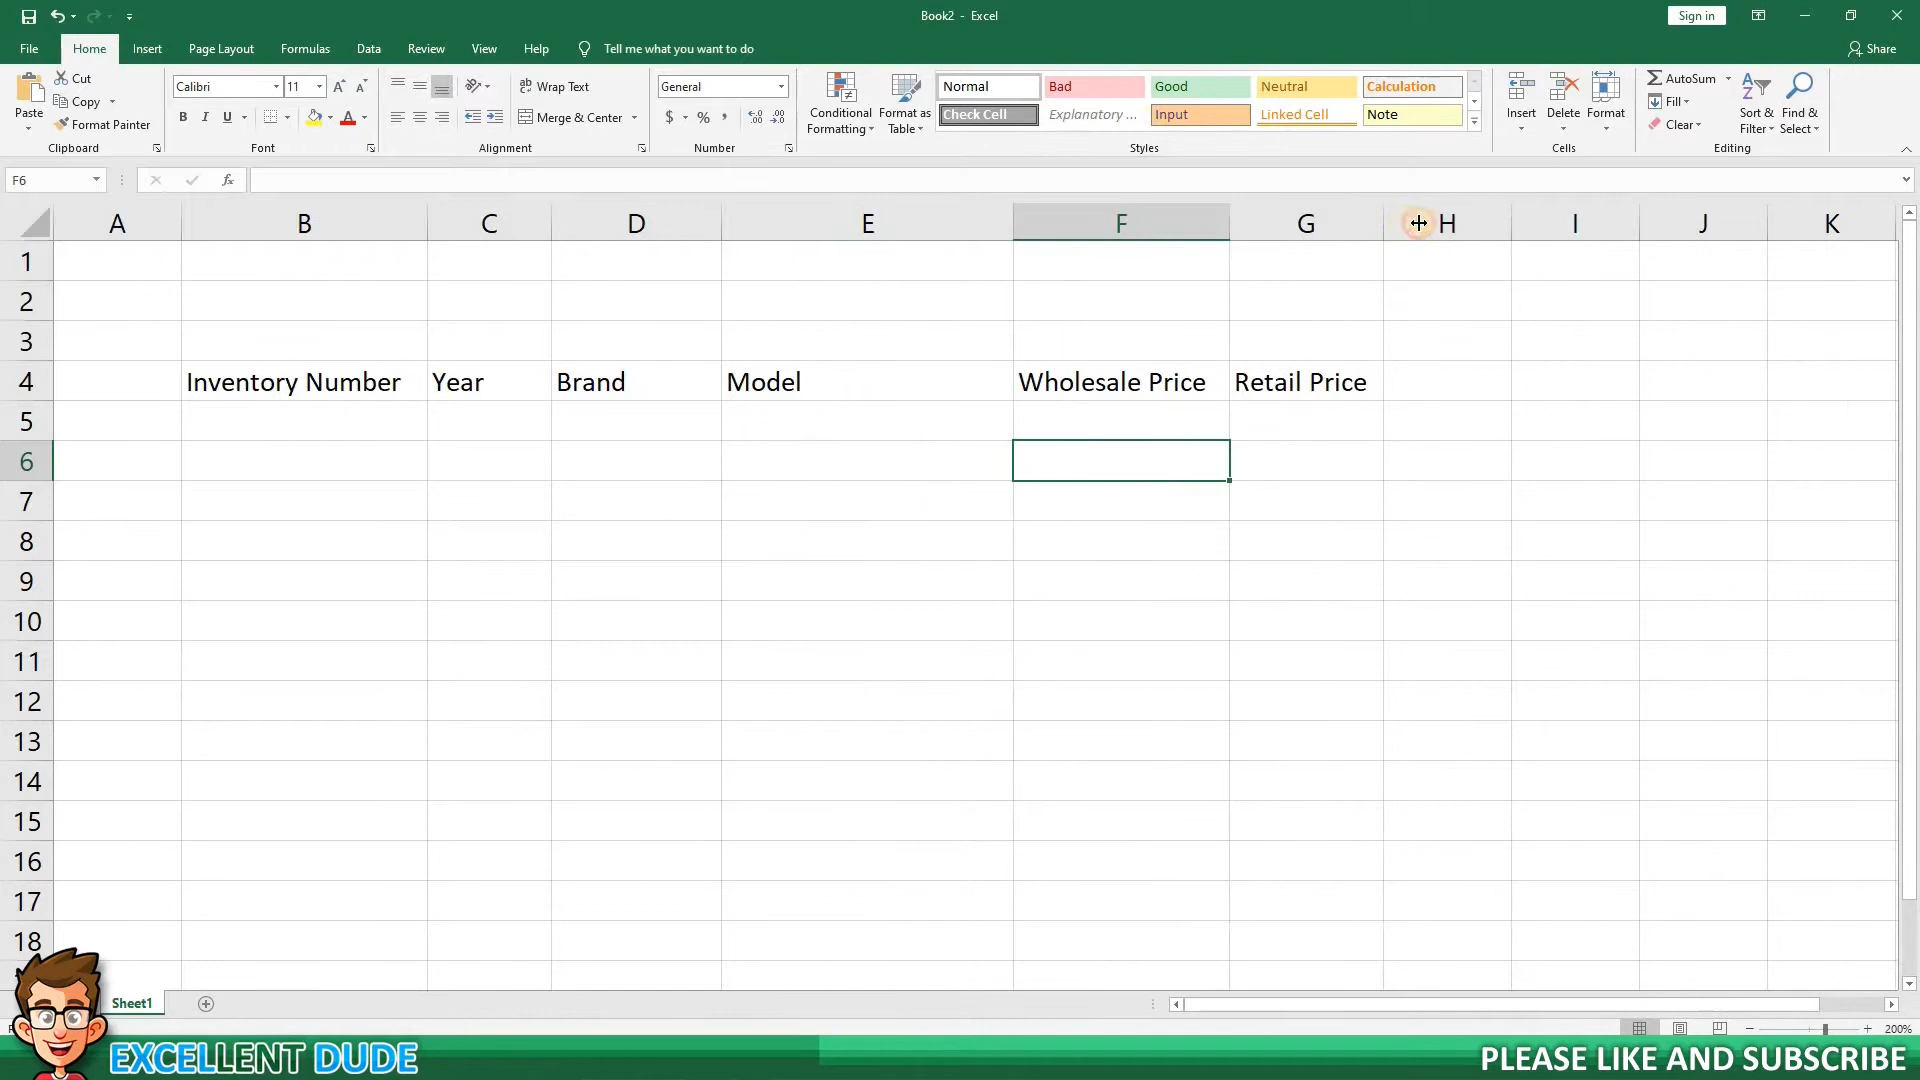 Book2 - Excel
Sign in
File Home Insert Page Layout Formulas Data Review View Help Tell me what you want to do
Share
Paste
Cut
Copy
Format Painter
Clipboard
Calibri 11
B I U
Font
Wrap Text
Merge & Center
Alignment
General
$ % ,
Number
Conditional Formatting
Format as Table
Normal Bad Good Neutral Calculation
Check Cell Explanatory ... Input Linked Cell Note
Styles
Insert Delete Format
Cells
AutoSum
Fill
Clear
Sort & Filter
Find & Select
Editing
F6 fx
A B C D E F G H I J K
1
2
3
4 Inventory Number Year Brand Model Wholesale Price Retail Price
5
6
7
8
9
10
11
12
13
14
15
16
17
18
Sheet1
200%
EXCELLENT DUDE
PLEASE LIKE AND SUBSCRIBE